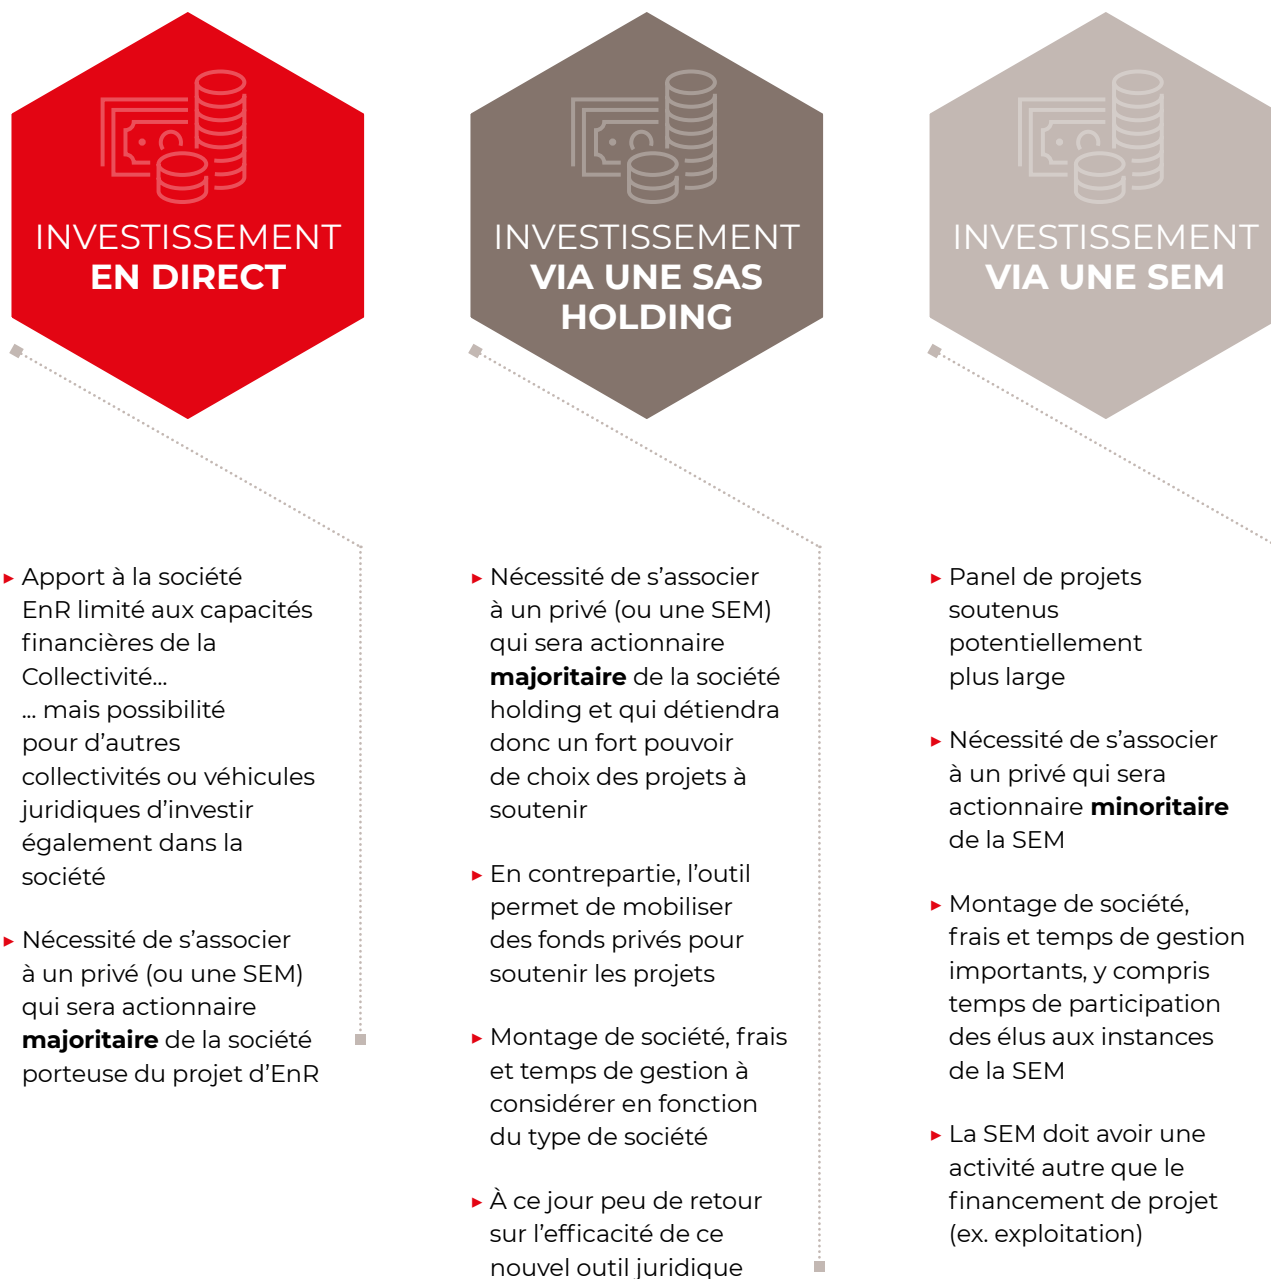 INVESTISSEMENT
EN DIRECT
▸ Apport à la société
EnR limité aux capacités
financières de la
Collectivité...
... mais possibilité
pour d’autres
collectivités ou véhicules
juridiques d’investir
également dans la
société
▸ Nécessité de s’associer
à un privé (ou une SEM)
qui sera actionnaire
majoritaire de la société
porteuse du projet d’EnR
INVESTISSEMENT
VIA UNE SAS
HOLDING
▸ Nécessité de s’associer
à un privé (ou une SEM)
qui sera actionnaire
majoritaire de la société
holding et qui détiendra
donc un fort pouvoir
de choix des projets à
soutenir
▸ En contrepartie, l’outil
permet de mobiliser
des fonds privés pour
soutenir les projets
▸ Montage de société, frais
et temps de gestion à
considérer en fonction
du type de société
▸ À ce jour peu de retour
sur l’efficacité de ce
nouvel outil juridique
INVESTISSEMENT
VIA UNE SEM
▸ Panel de projets
soutenus
potentiellement
plus large
▸ Nécessité de s’associer
à un privé qui sera
actionnaire minoritaire
de la SEM
▸ Montage de société,
frais et temps de gestion
importants, y compris
temps de participation
des élus aux instances
de la SEM
▸ La SEM doit avoir une
activité autre que le
financement de projet
(ex. exploitation)